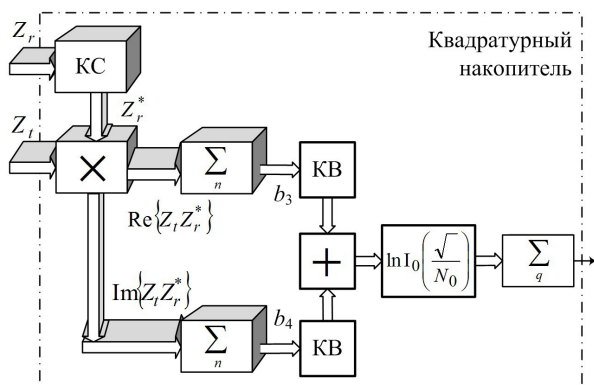 Z_r
Квадратурный
накопитель
КС
Z_r^*
Z_t
×
∑
n
КВ
b_3
Re{Z_t Z_r^*}
+
ln I_0(√/N_0)
∑
q
Im{Z_t Z_r^*}
∑
n
b_4
КВ